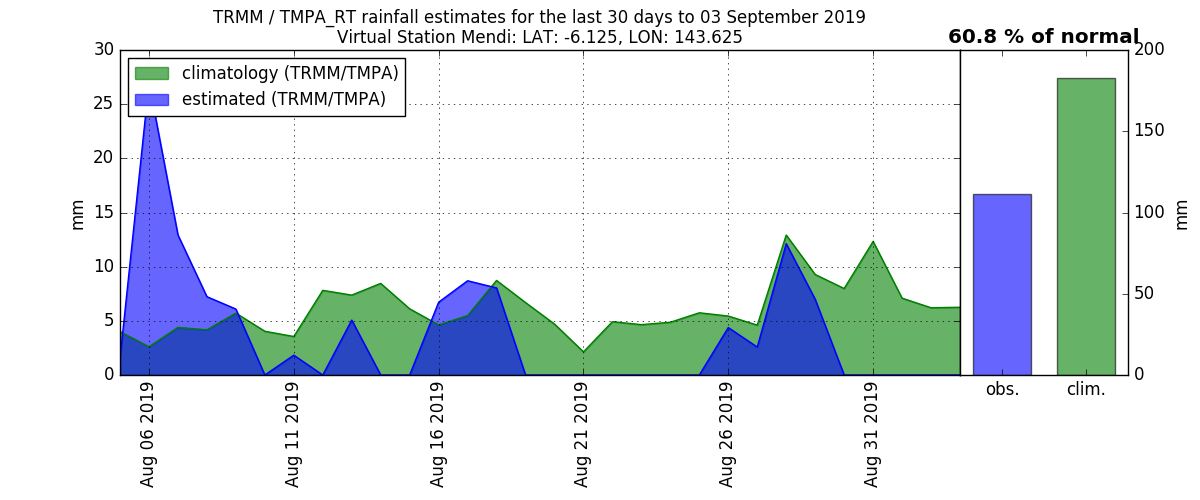 TRMM / TMPA_RT rainfall estimates for the last 30 days to 03 September 2019
Virtual Station Mendi: LAT: -6.125, LON: 143.625
60.8 % of normal
climatology (TRMM/TMPA)
estimated (TRMM/TMPA)
30
25
20
15
10
5
0
mm
Aug 06 2019
Aug 11 2019
Aug 16 2019
Aug 21 2019
Aug 26 2019
Aug 31 2019
200
150
100
50
0
mm
obs.
clim.